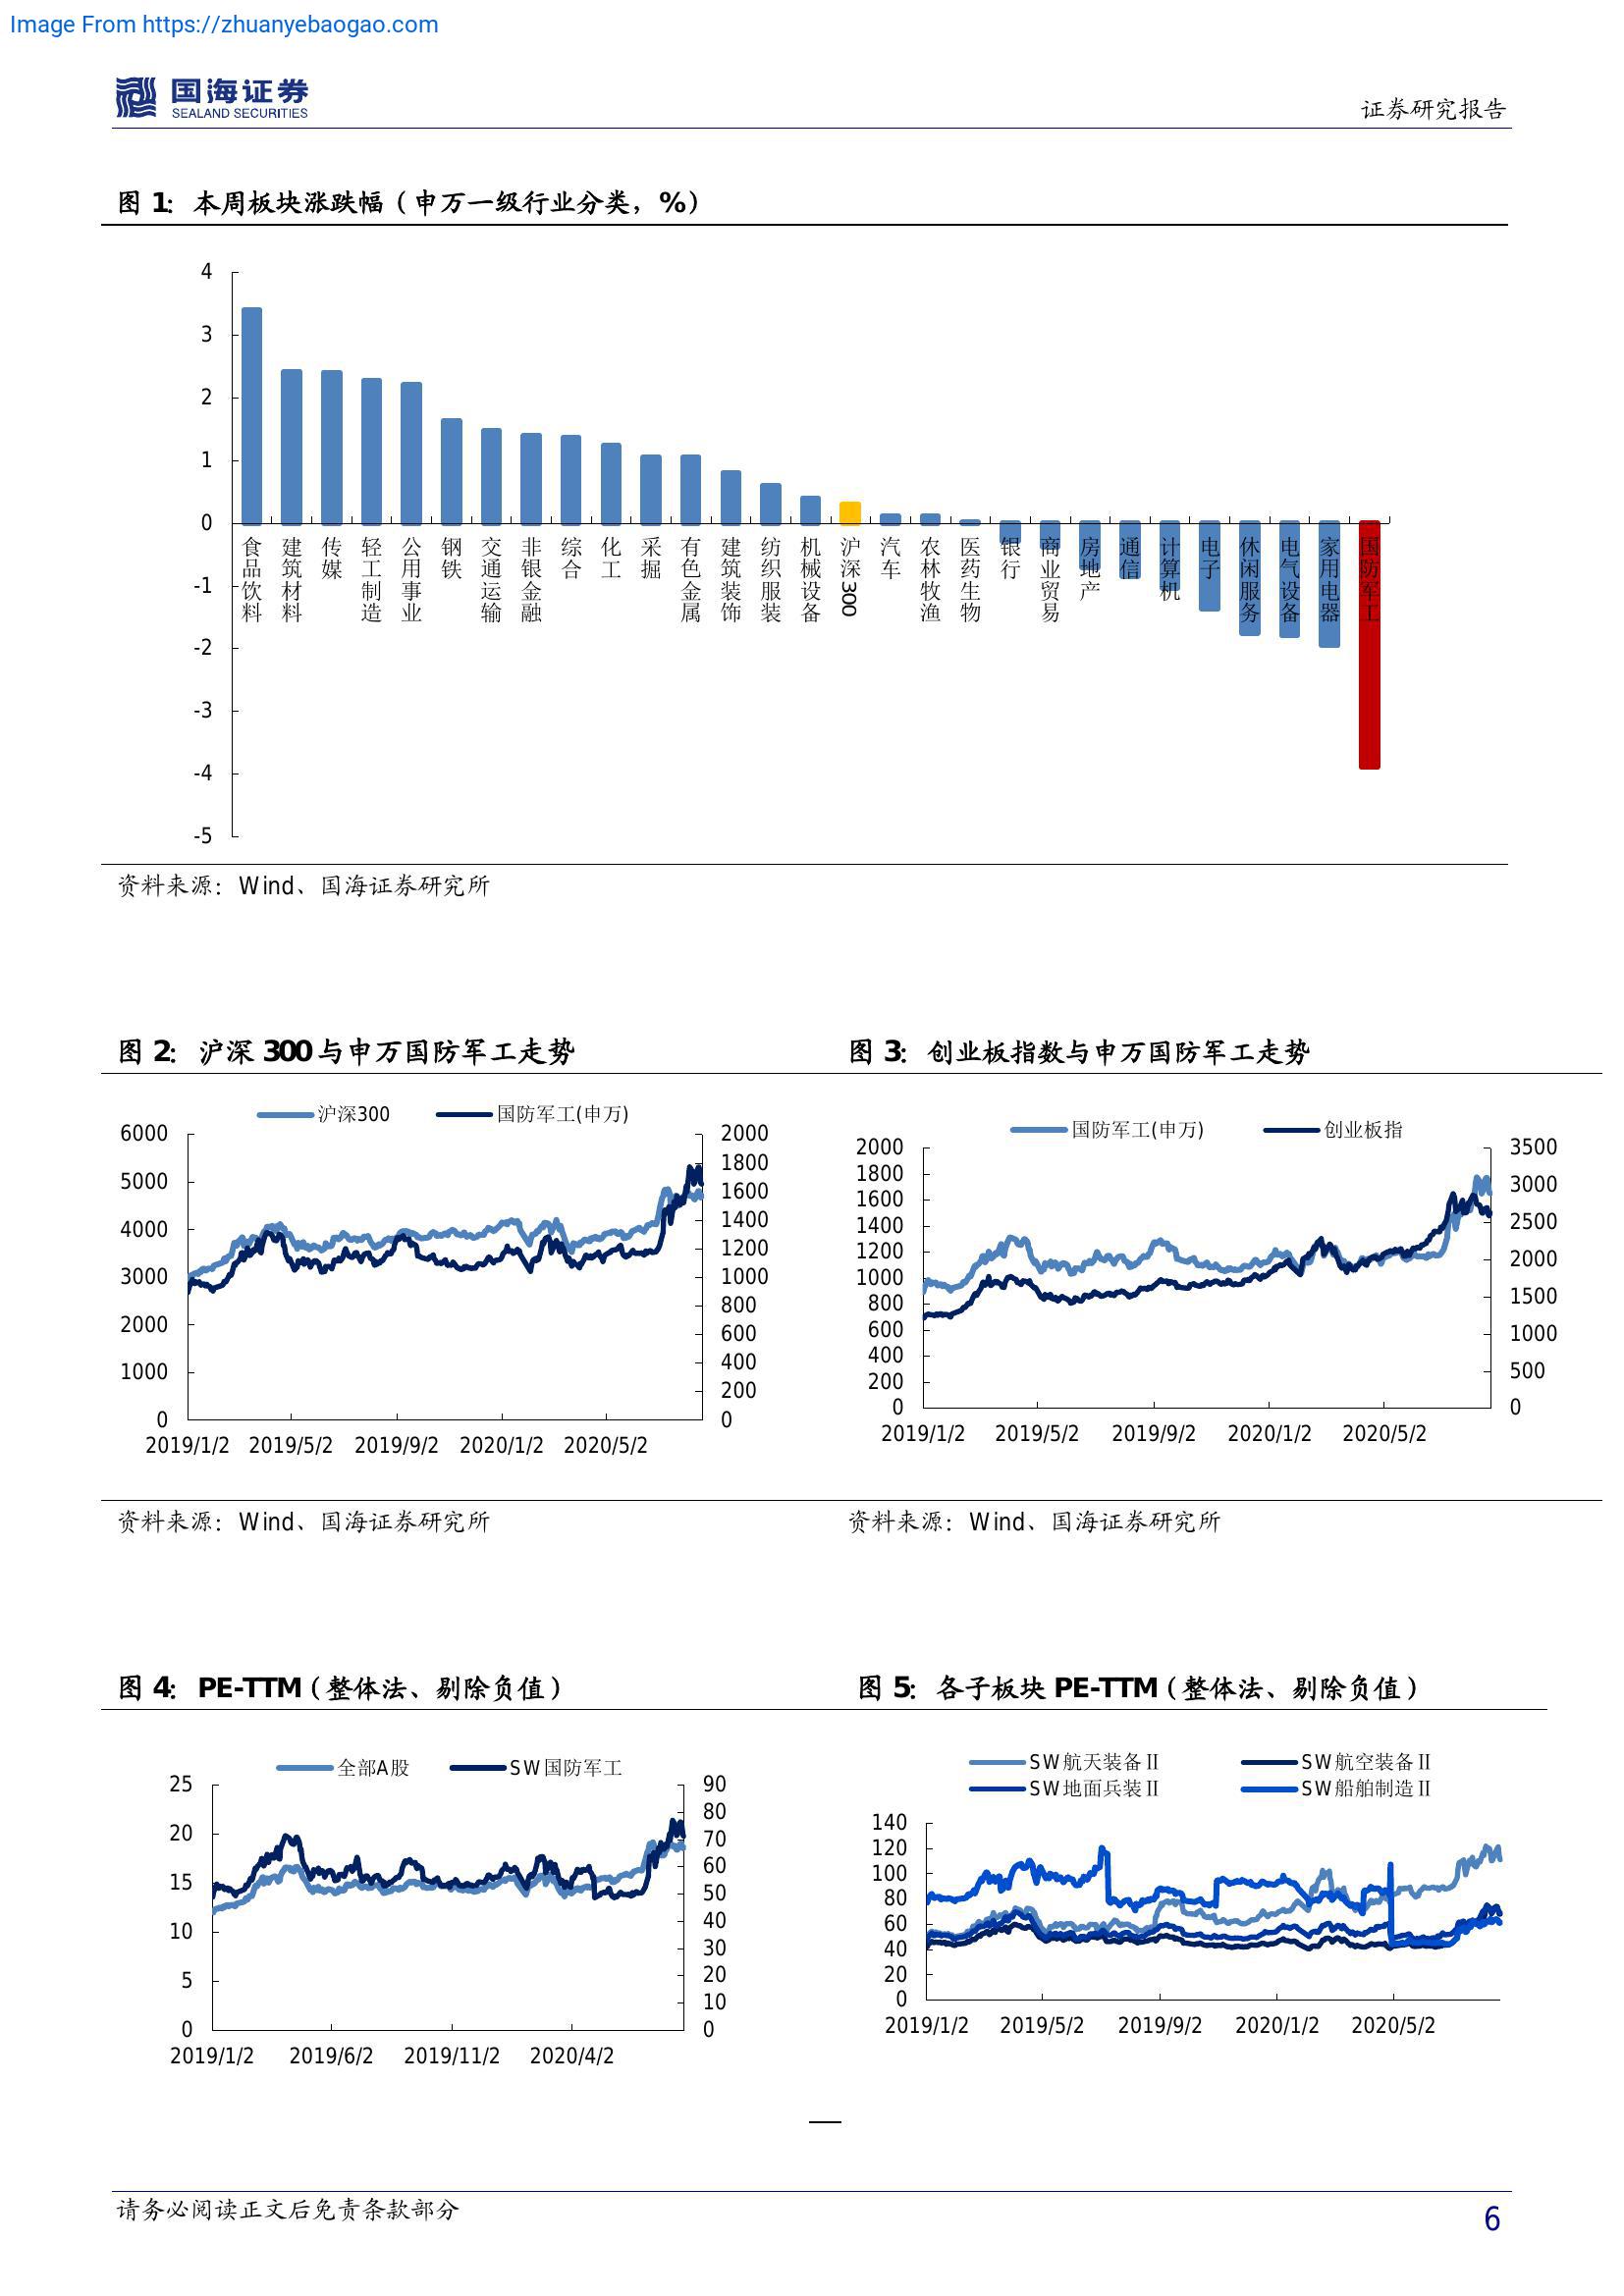 Image From https://zhuanyebaogao.com
国海证券
SEALAND SECURITIES
证券研究报告
图 1: 本周板块涨跌幅（申万一级行业分类，%）
4
3
2
1
0
-1
-2
-3
-4
-5
食品饮料
建筑材料
传媒
轻工制造
公用事业
钢铁
交通运输
非银金融
综合
化工
采掘
有色金属
建筑装饰
纺织服装
机械设备
沪深300
汽车
农林牧渔
医药生物
银行
商业贸易
房地产
通信
计算机
电子
休闲服务
电气设备
家用电器
国防军工
资料来源：Wind、国海证券研究所
图 2: 沪深 300 与申万国防军工走势
沪深300 国防军工(申万)
6000
5000
4000
3000
2000
1000
0
2000
1800
1600
1400
1200
1000
800
600
400
200
0
2019/1/2 2019/5/2 2019/9/2 2020/1/2 2020/5/2
资料来源：Wind、国海证券研究所
图 3: 创业板指数与申万国防军工走势
国防军工(申万) 创业板指
2000
1800
1600
1400
1200
1000
800
600
400
200
0
3500
3000
2500
2000
1500
1000
500
0
2019/1/2 2019/5/2 2019/9/2 2020/1/2 2020/5/2
资料来源：Wind、国海证券研究所
图 4: PE-TTM（整体法、剔除负值）
全部A股 SW国防军工
25
20
15
10
5
0
90
80
70
60
50
40
30
20
10
0
2019/1/2 2019/6/2 2019/11/2 2020/4/2
图 5: 各子板块 PE-TTM（整体法、剔除负值）
SW航天装备Ⅱ SW航空装备Ⅱ
SW地面兵装Ⅱ SW船舶制造Ⅱ
140
120
100
80
60
40
20
0
2019/1/2 2019/5/2 2019/9/2 2020/1/2 2020/5/2
请务必阅读正文后免责条款部分
6